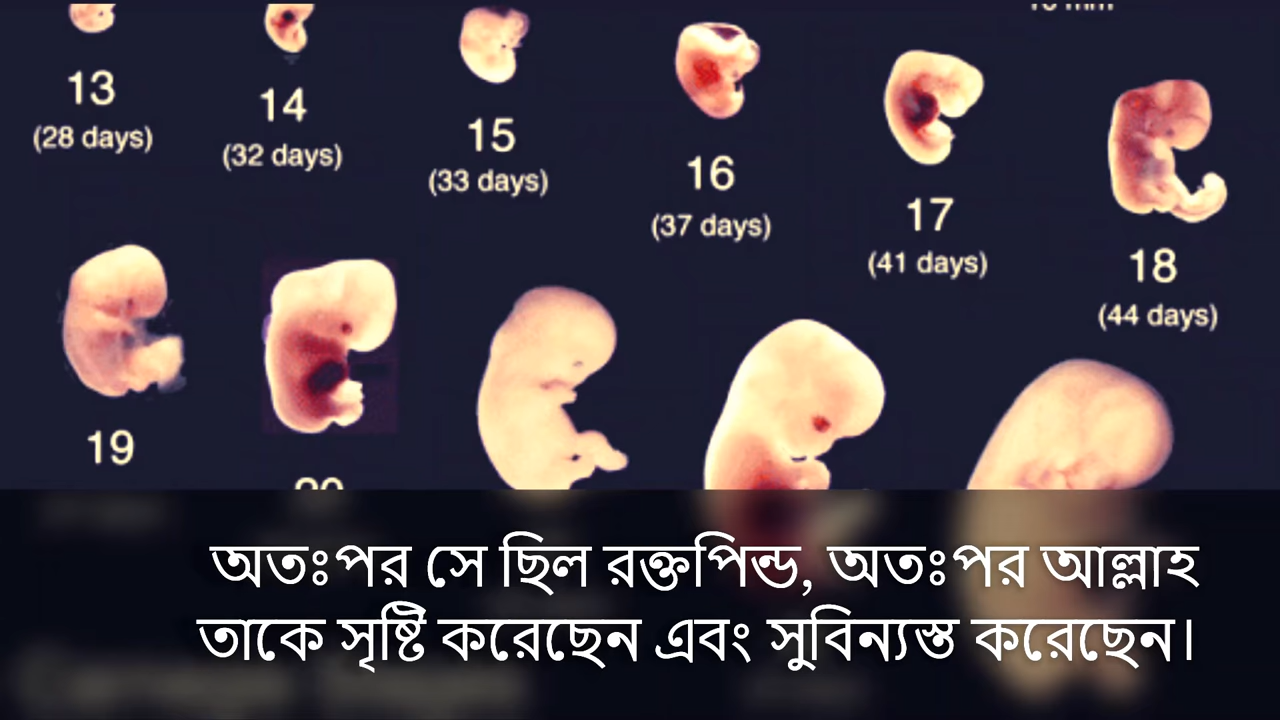 13
(28 days)
14
(32 days)
15
(33 days)
16
(37 days)
17
(41 days)
18
(44 days)
19
অতঃপর সে ছিল রক্তপিন্ড, অতঃপর আল্লাহ
তাকে সৃষ্টি করেছেন এবং সুবিন্যস্ত করেছেন।